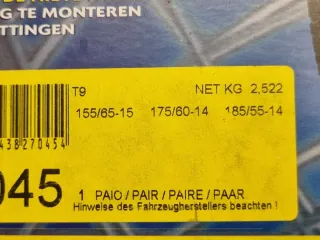 G TE MONTEREN
TTINGEN
T9
NET KG 2,522
155/65-15 175/60-14 185/55-14
438270454
045
1 PAIO / PAIR / PAIRE / PAAR
Hinweise des Fahrzeugherstellers beachten !